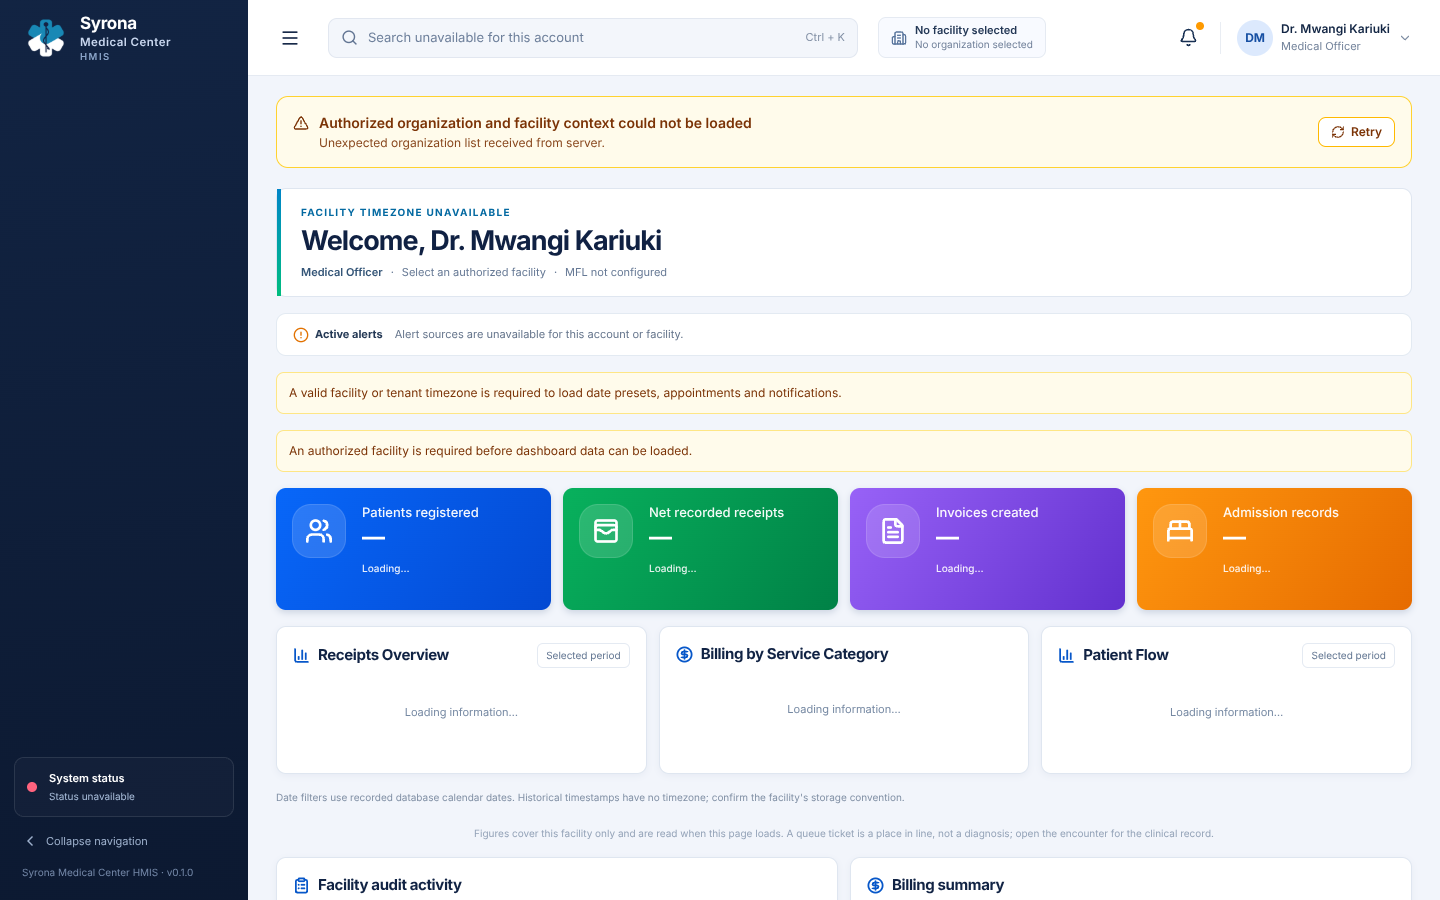 Syrona
Medical Center
HMIS
Search unavailable for this account
Ctrl + K
No facility selected
No organization selected
DM
Dr. Mwangi Kariuki
Medical Officer
Authorized organization and facility context could not be loaded
Unexpected organization list received from server.
Retry
FACILITY TIMEZONE UNAVAILABLE
Welcome, Dr. Mwangi Kariuki
Medical Officer · Select an authorized facility · MFL not configured
Active alerts Alert sources are unavailable for this account or facility.
A valid facility or tenant timezone is required to load date presets, appointments and notifications.
An authorized facility is required before dashboard data can be loaded.
Patients registered
—
Loading...
Net recorded receipts
—
Loading...
Invoices created
—
Loading...
Admission records
—
Loading...
Receipts Overview
Selected period
Loading information...
Billing by Service Category
Loading information...
Patient Flow
Selected period
Loading information...
Date filters use recorded database calendar dates. Historical timestamps have no timezone; confirm the facility's storage convention.
Figures cover this facility only and are read when this page loads. A queue ticket is a place in line, not a diagnosis; open the encounter for the clinical record.
Facility audit activity
Billing summary
System status
Status unavailable
Collapse navigation
Syrona Medical Center HMIS · v0.1.0